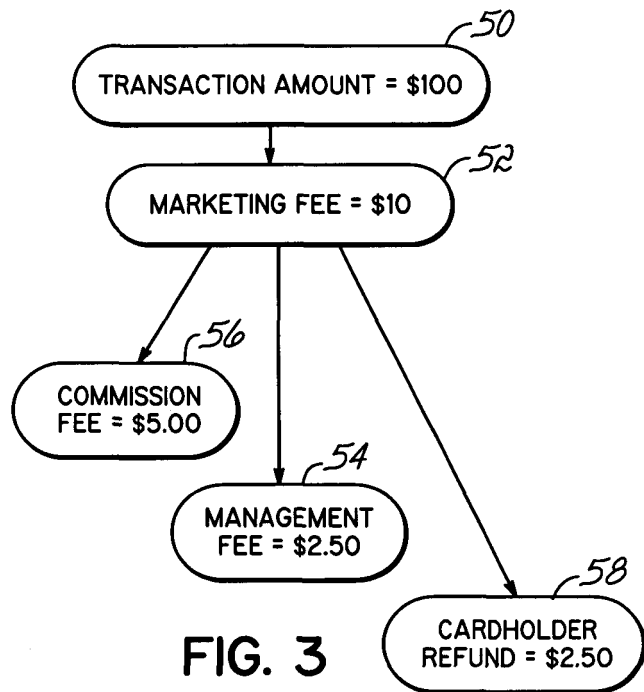 50
TRANSACTION AMOUNT = $100
52
MARKETING FEE = $10
56
COMMISSION
FEE = $5.00
54
MANAGEMENT
FEE = $2.50
58
CARDHOLDER
REFUND = $2.50
FIG. 3